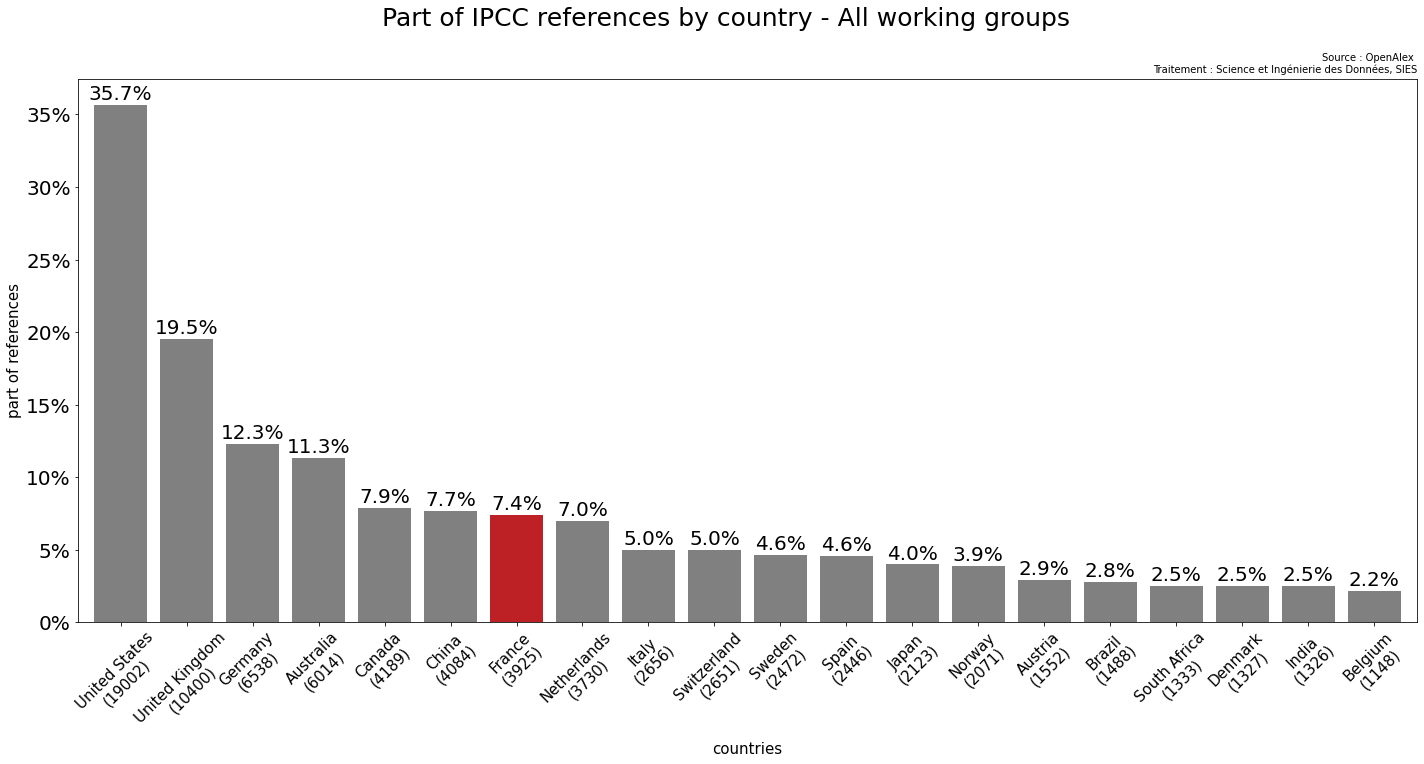 Part of IPCC references by country - All working groups
Source : OpenAlex
Traitement : Science et Ingénierie des Données, SIES
part of references
35%
30%
25%
20%
15%
10%
5%
0%
35.7%
19.5%
12.3%
11.3%
7.9%
7.7%
7.4%
7.0%
5.0%
5.0%
4.6%
4.6%
4.0%
3.9%
2.9%
2.8%
2.5%
2.5%
2.5%
2.2%
United States
(19002)
United Kingdom
(10400)
Germany
(6538)
Australia
(6014)
Canada
(4189)
China
(4084)
France
(3925)
Netherlands
(3730)
Italy
(2656)
Switzerland
(2651)
Sweden
(2472)
Spain
(2446)
Japan
(2123)
Norway
(2071)
Austria
(1552)
Brazil
(1488)
South Africa
(1333)
Denmark
(1327)
India
(1326)
Belgium
(1148)
countries